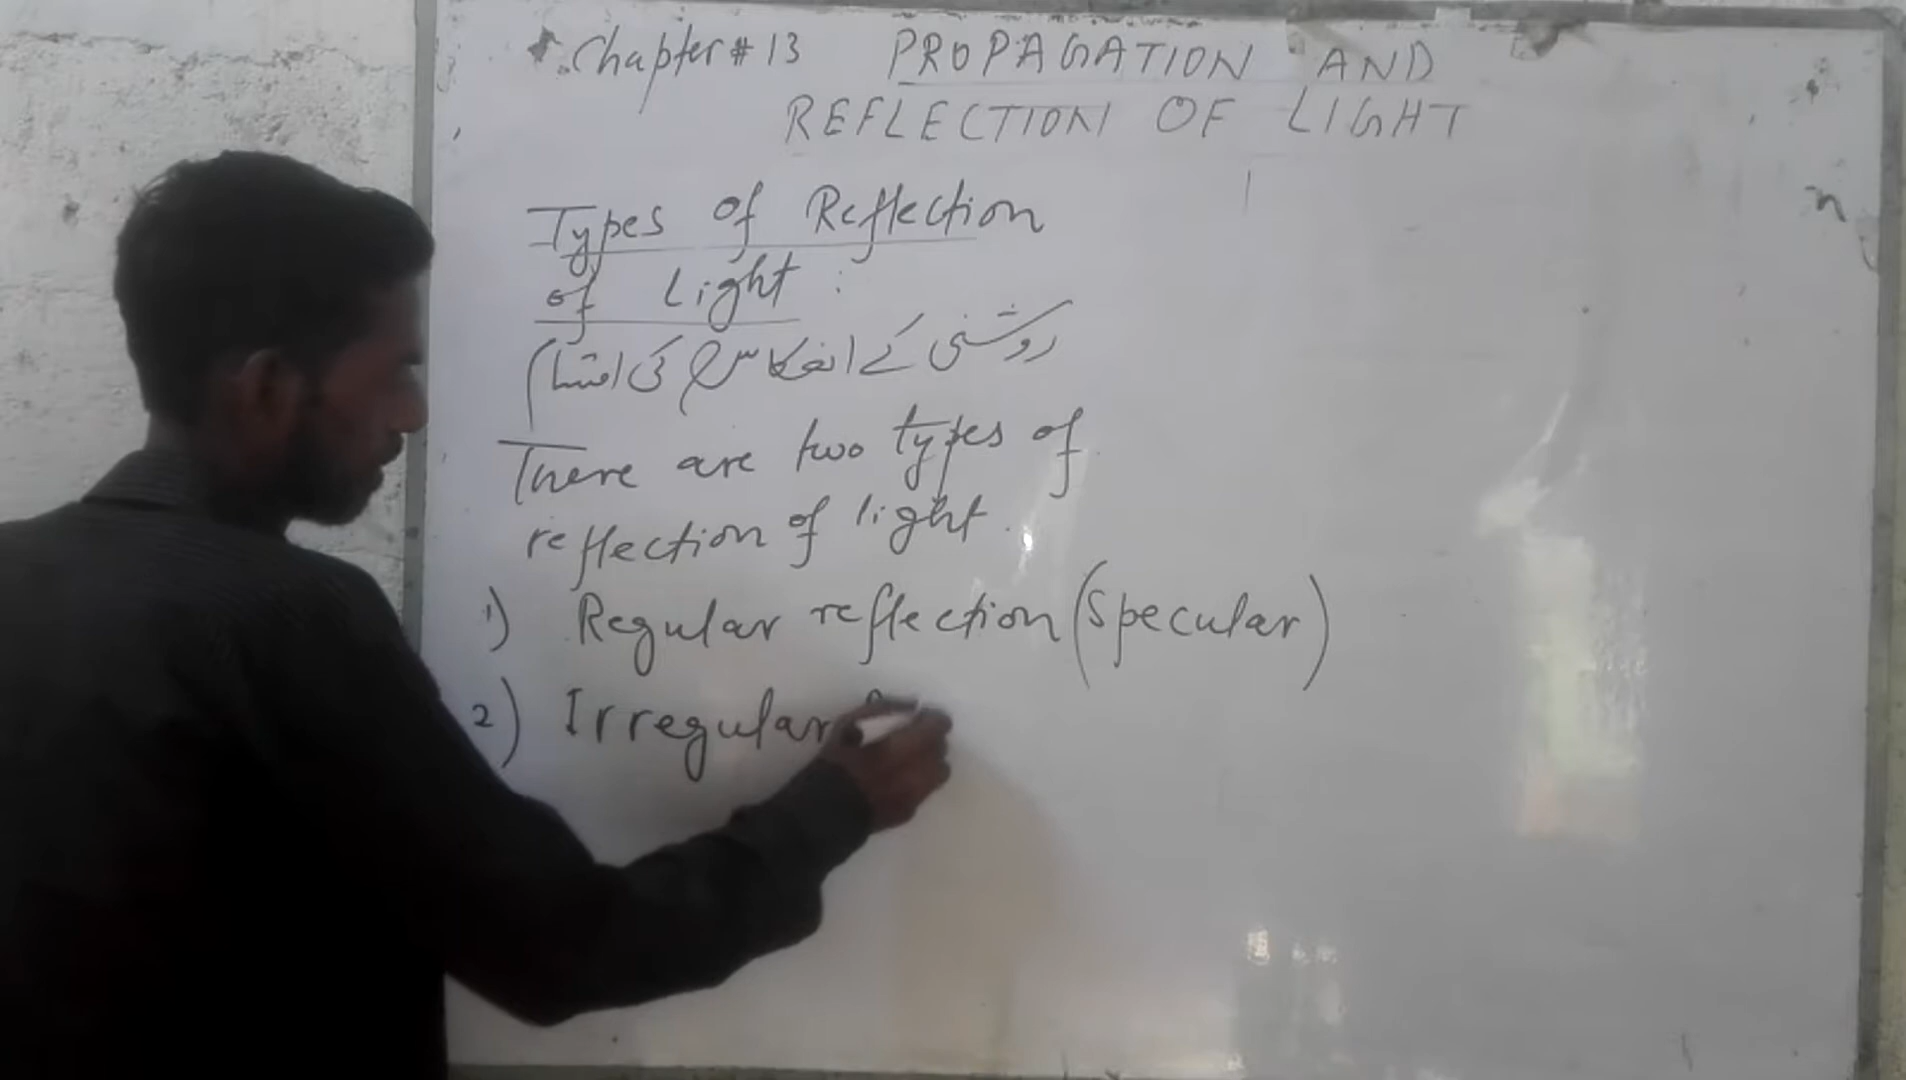 Chapter # 13 PROPAGATION AND
REFLECTION OF LIGHT
Types of Reflection
of Light :
روشنی کے انعکاس کی اقسام
There are two types of
reflection of light.
1) Regular reflection (Specular)
2) Irregular